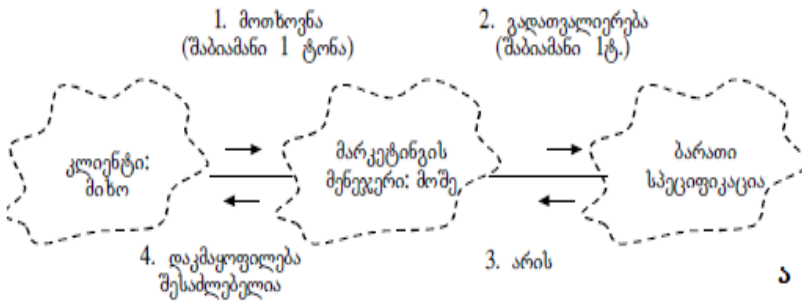 1. მოთხოვნა
(შაბიამანი 1 ტონა)
2. გადათვალიერება
(შაბიამანი 1ტ.)
კლიენტი:
მიხო
მარკეტინგის
მენეჯერი: მოშე
ბარათი
სპეციფიკაცია
4. დაკმაყოფილება
შესაძლებელია
3. არის
ა